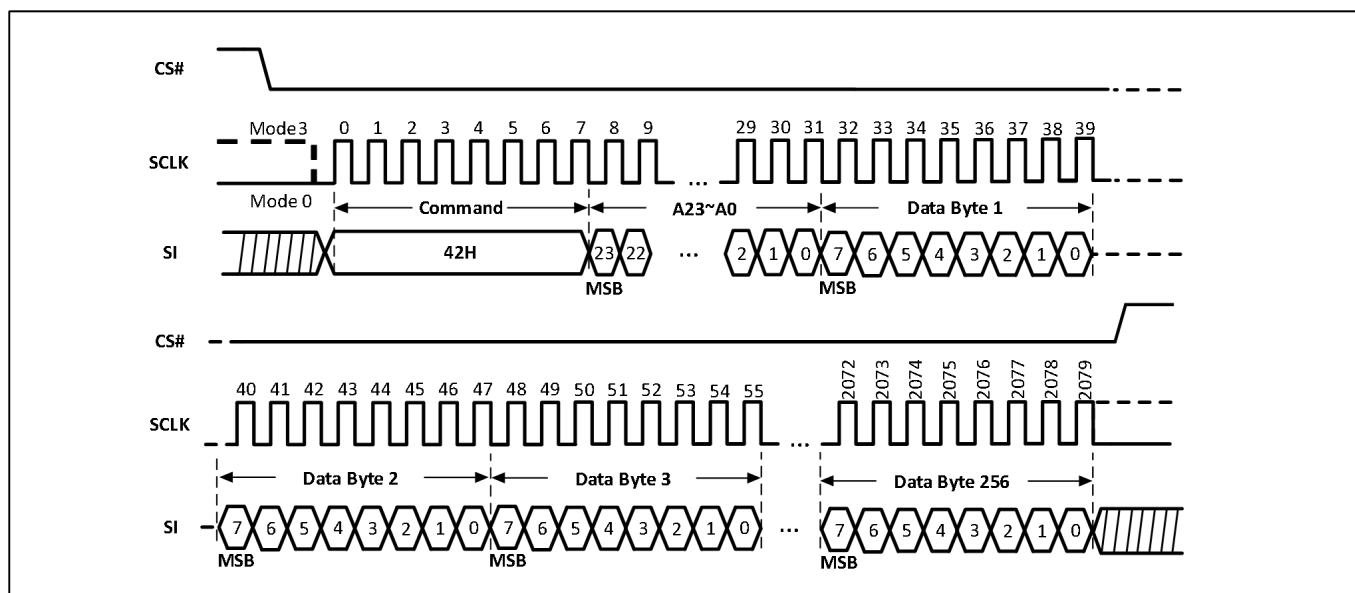 CS#
Mode 3
0 1 2 3 4 5 6 7 8 9 29 30 31 32 33 34 35 36 37 38 39
SCLK
...
Mode 0
Command A23~A0 Data Byte 1
SI 42H 23 22 ... 2 1 0 7 6 5 4 3 2 1 0
MSB MSB
CS#
40 41 42 43 44 45 46 47 48 49 50 51 52 53 54 55 2072 2073 2074 2075 2076 2077 2078 2079
SCLK
...
Data Byte 2 Data Byte 3 Data Byte 256
SI 7 6 5 4 3 2 1 0 7 6 5 4 3 2 1 0 ... 7 6 5 4 3 2 1 0
MSB MSB MSB